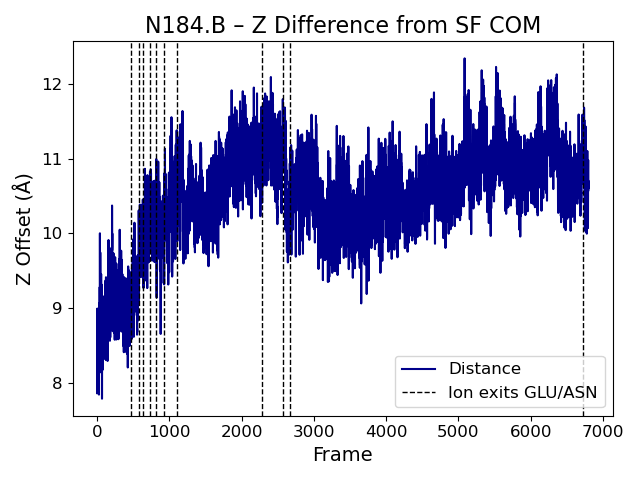 N184.B – Z Difference from SF COM
Z Offset (Å)
12
11
10
9
8
0 1000 2000 3000 4000 5000 6000 7000
Frame
Distance
Ion exits GLU/ASN